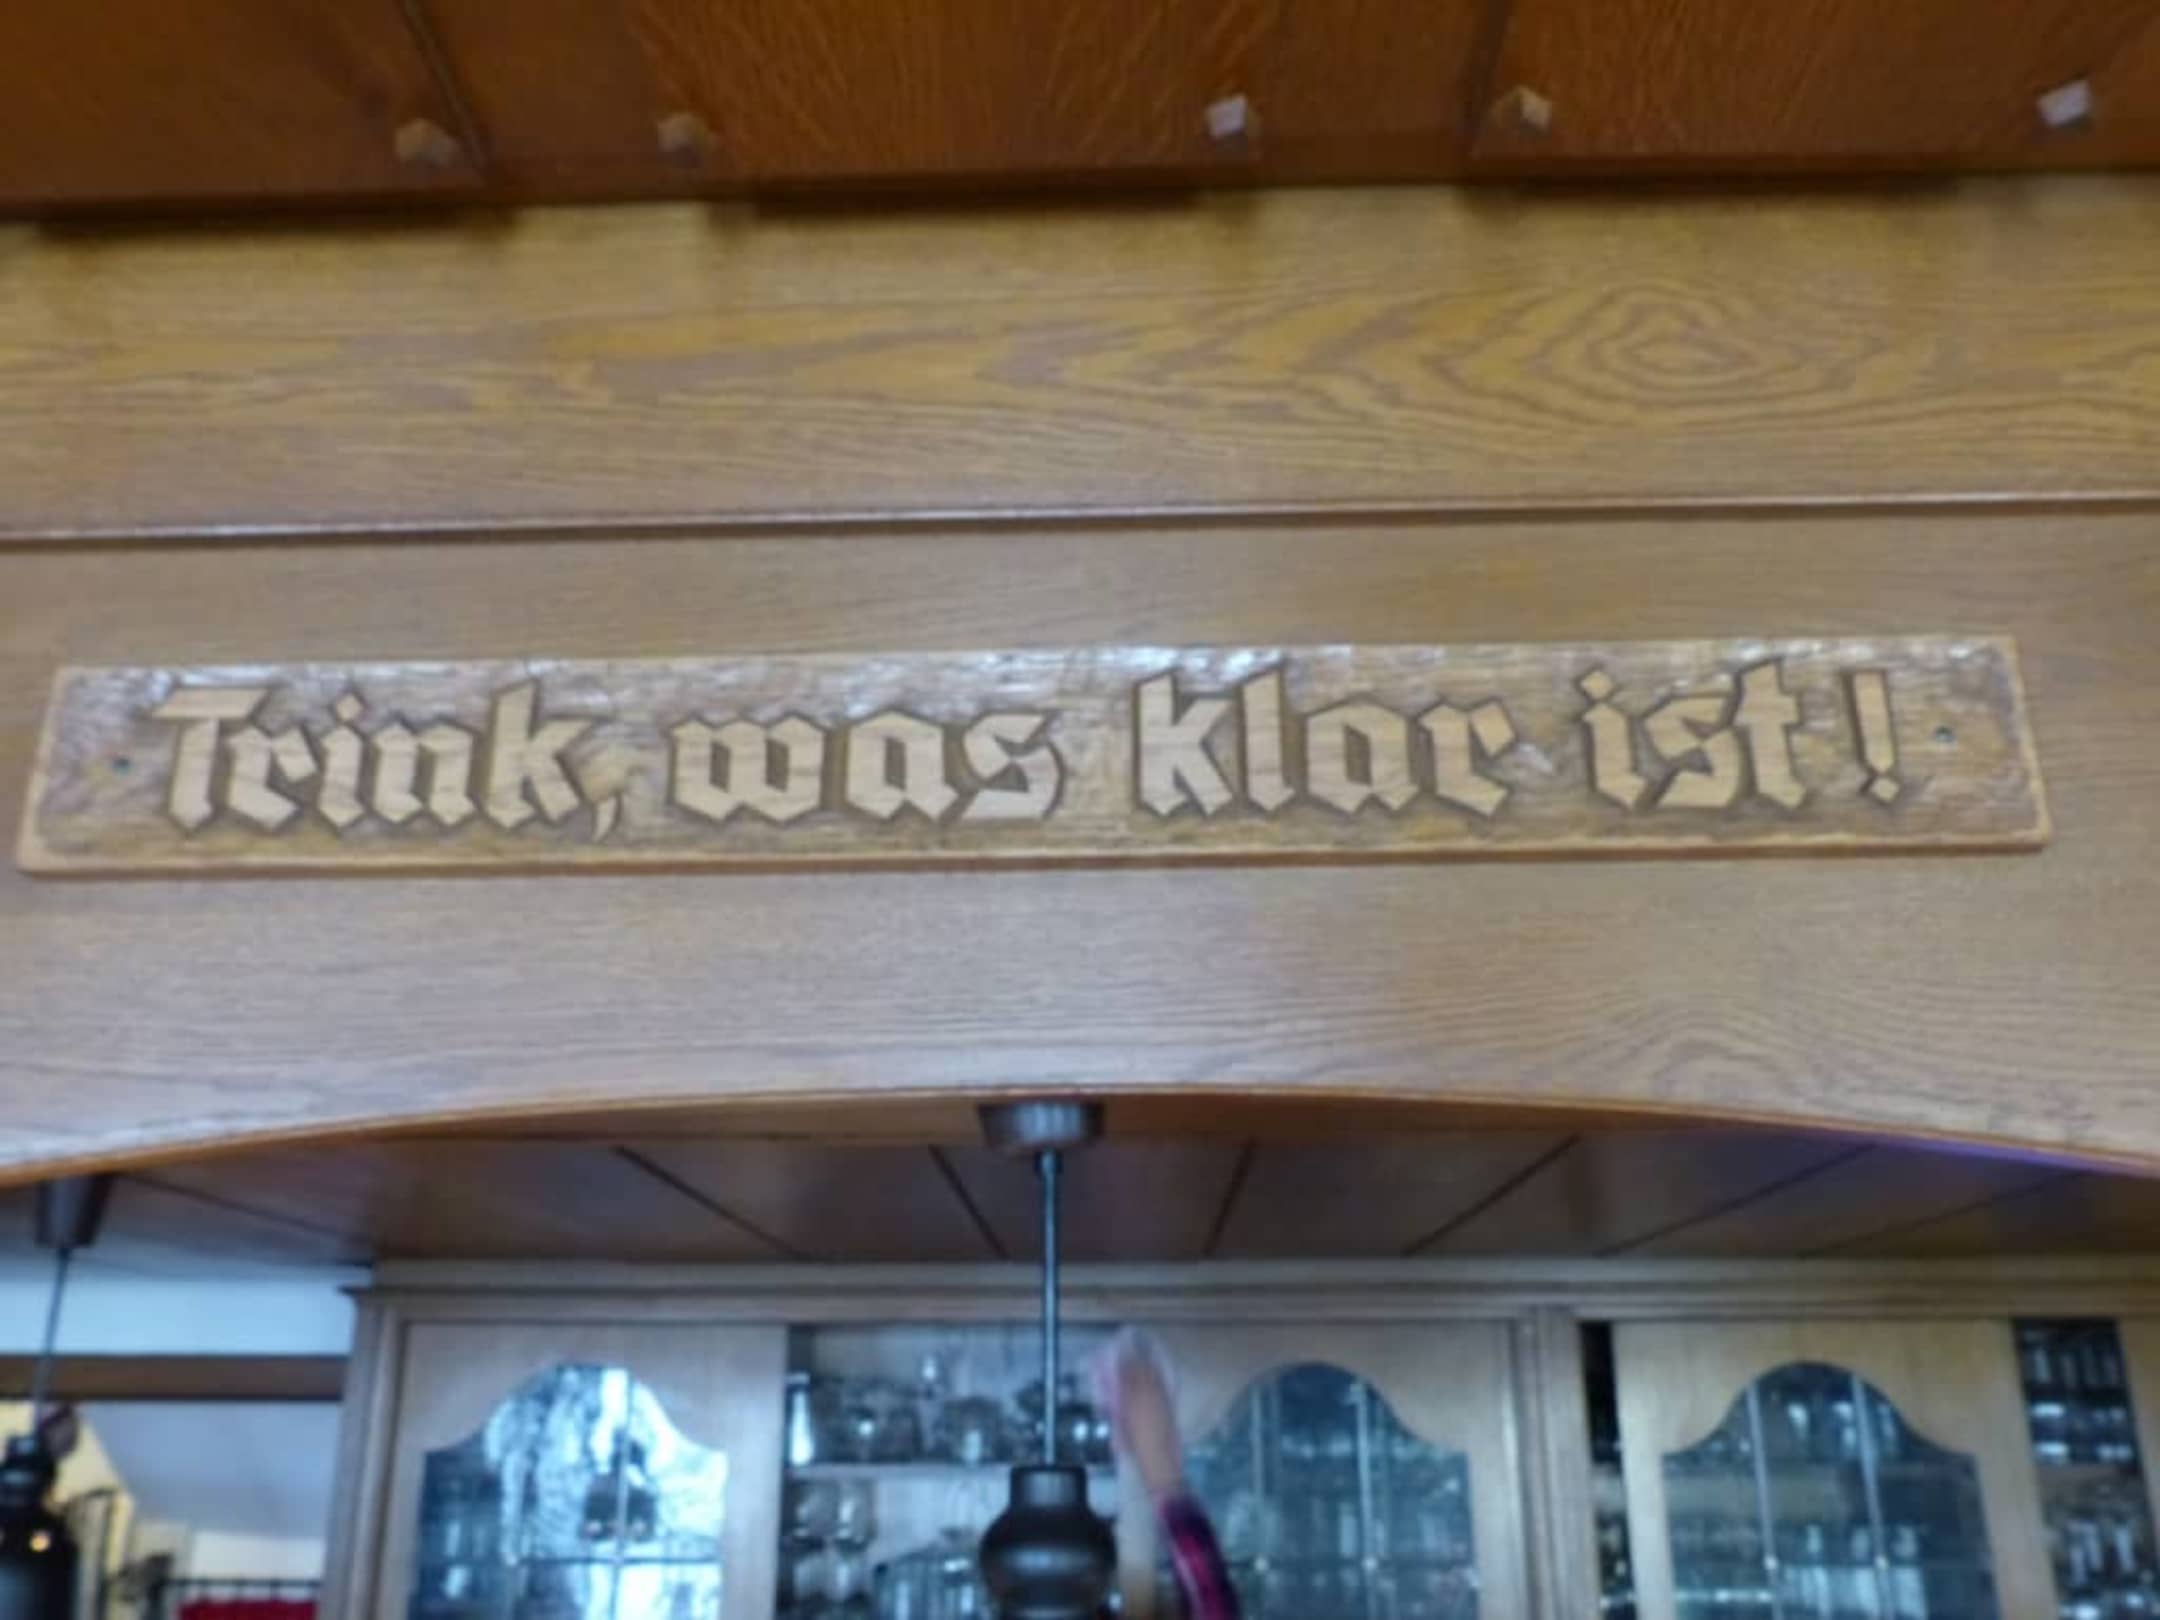 Trink, was klar ist!